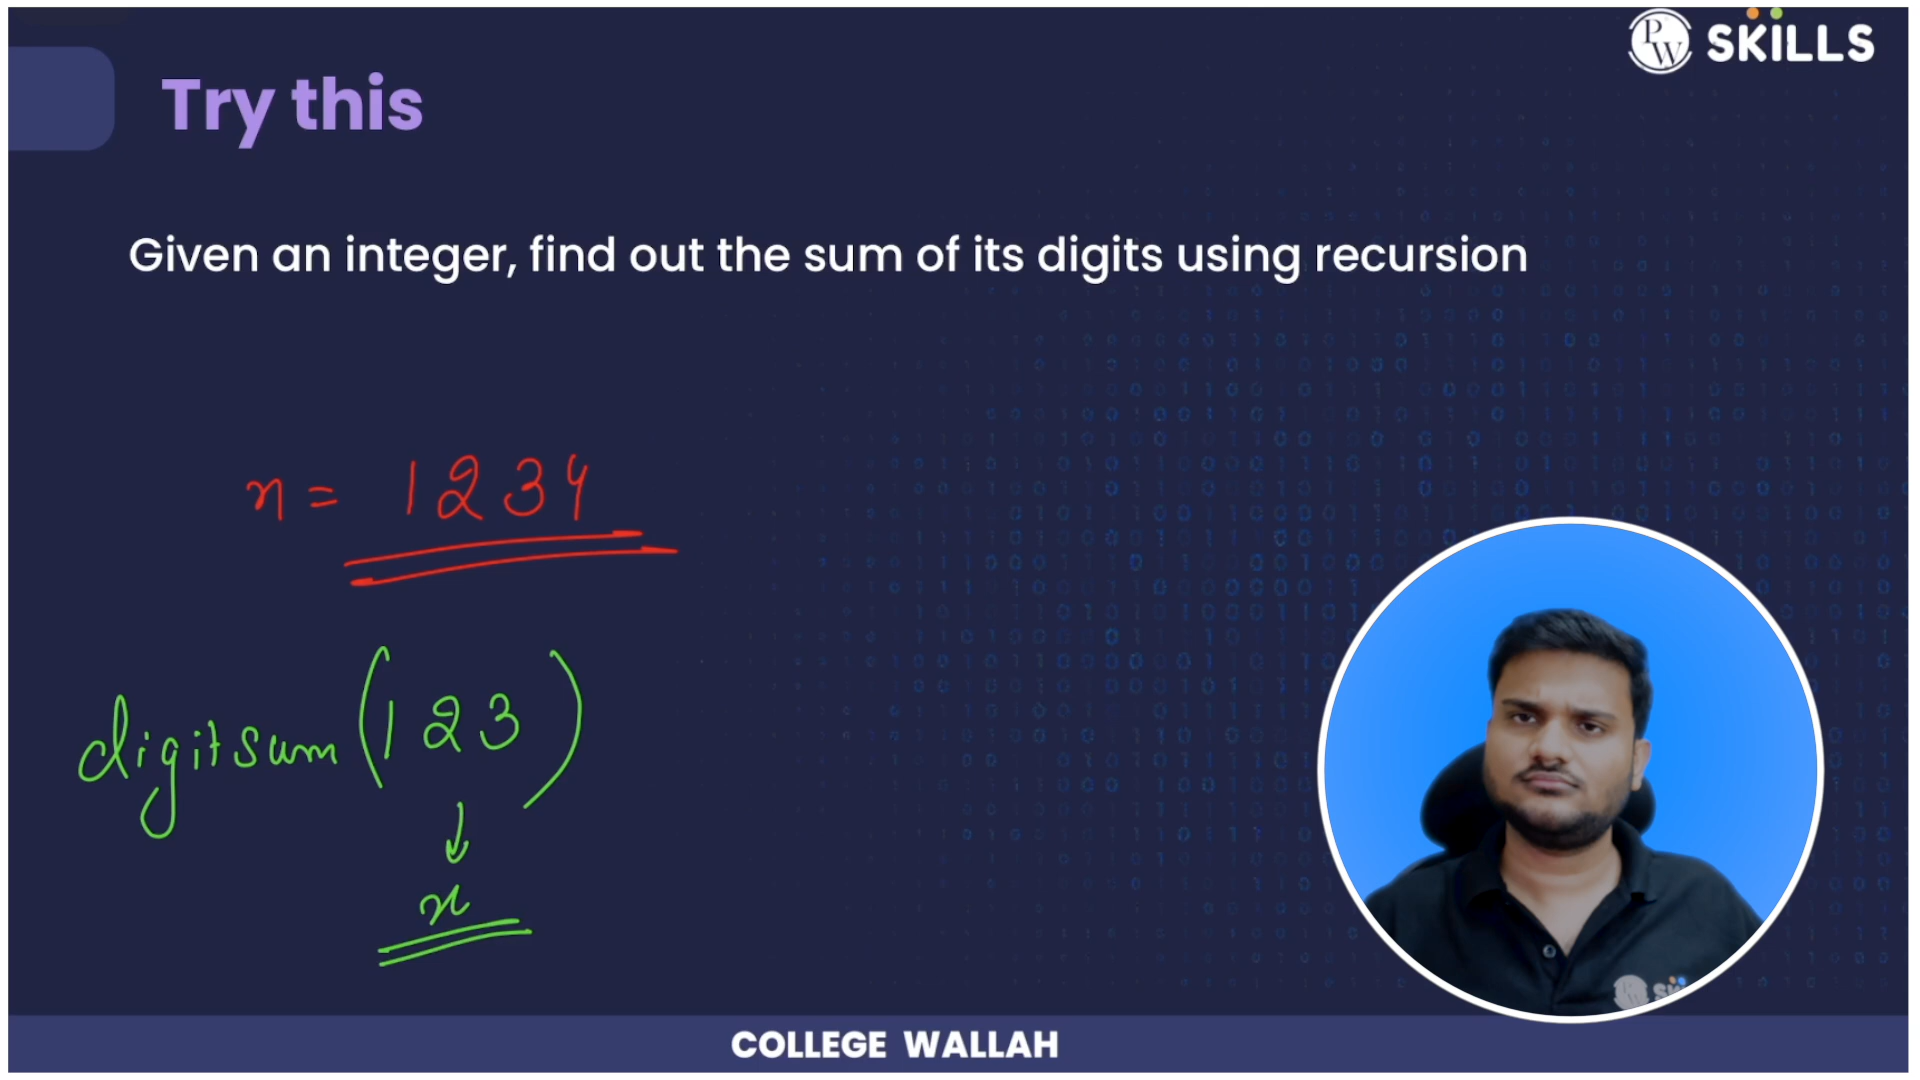 PW SKILLS
Try this
Given an integer, find out the sum of its digits using recursion
n = 1234
digitsum (123)
x
COLLEGE WALLAH